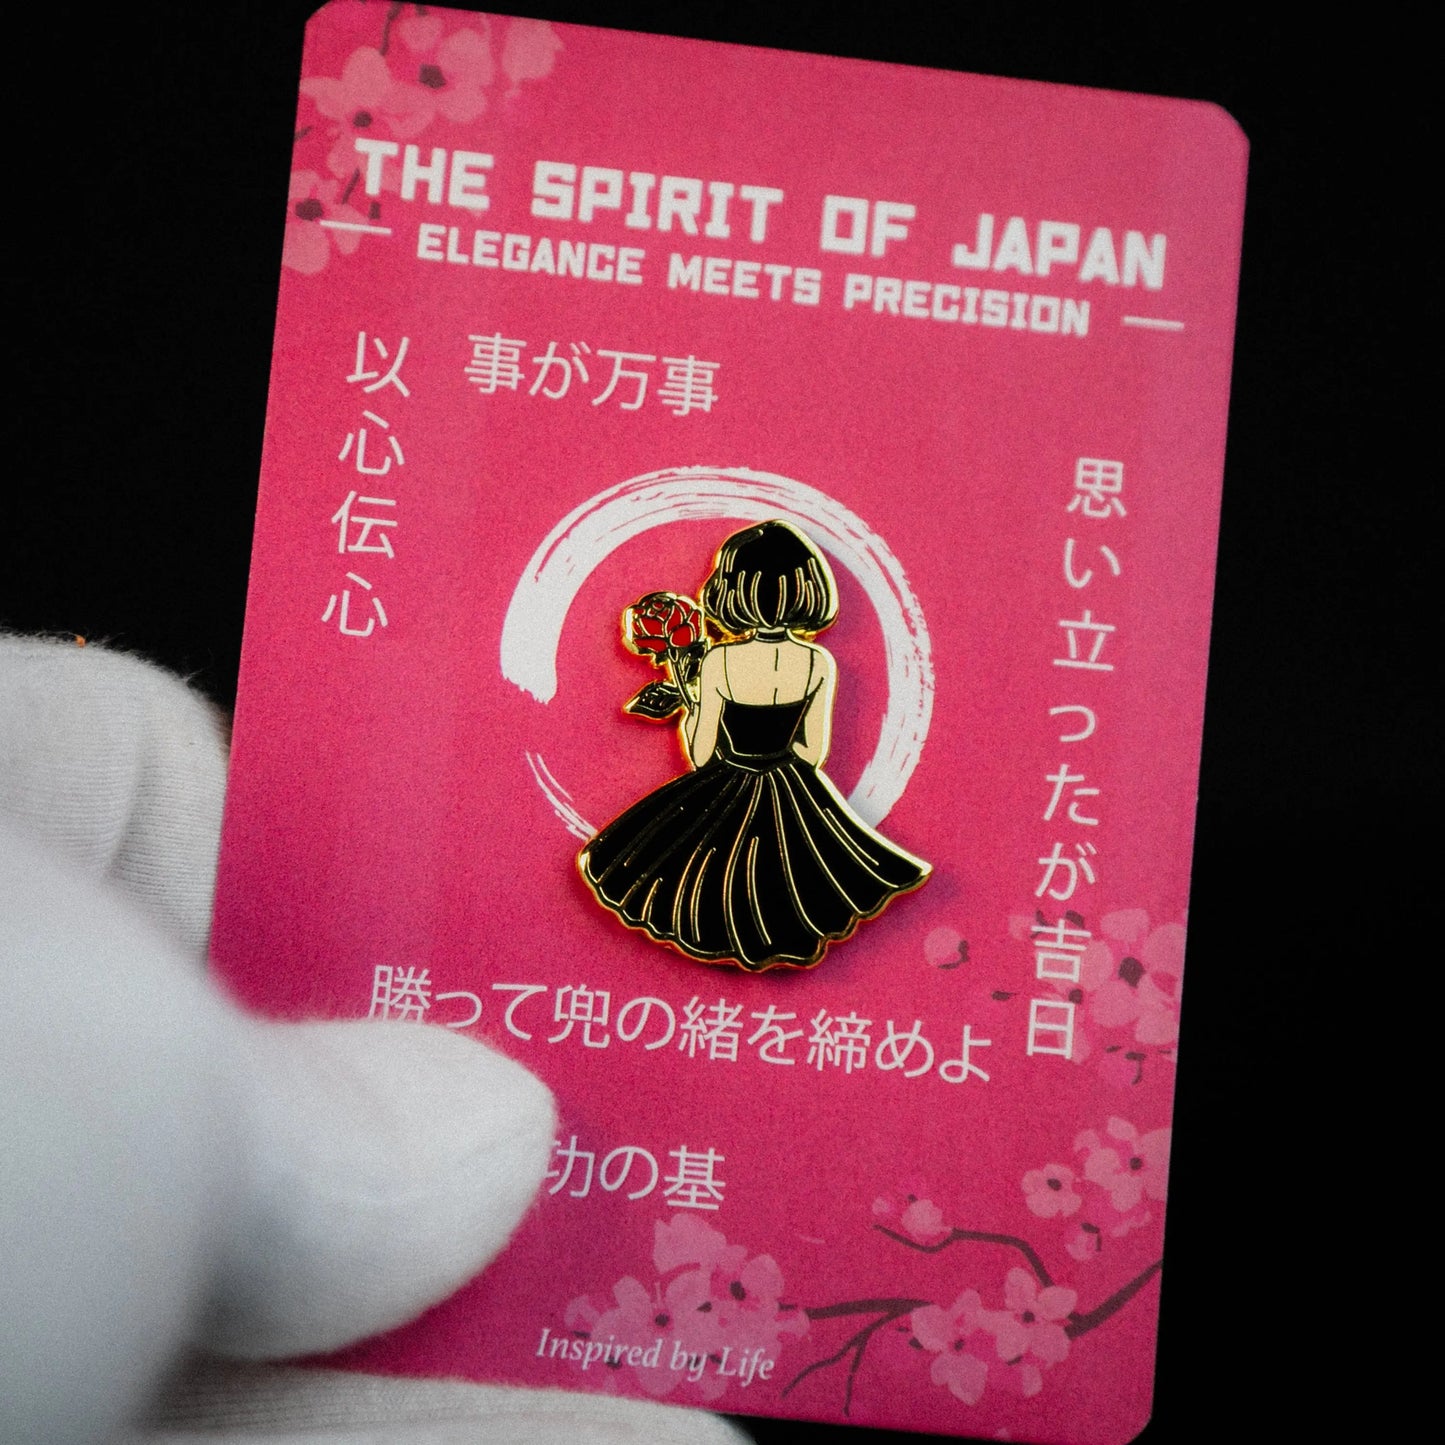 THE SPIRIT OF JAPAN
ELEGANCE MEETS PRECISION
以心伝心
事が万事
思い立ったが吉日
勝って兜の緒を締めよ
功の基
Inspired by Life